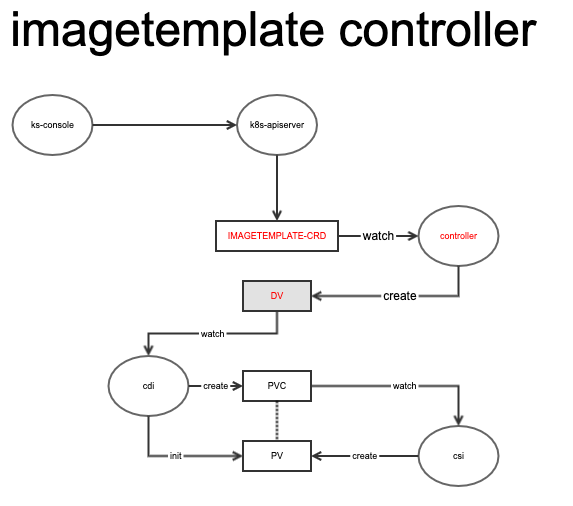 imagetemplate controller
ks-console
k8s-apiserver
IMAGETEMPLATE-CRD
watch
controller
DV
create
watch
cdi
create
PVC
watch
init
PV
create
csi